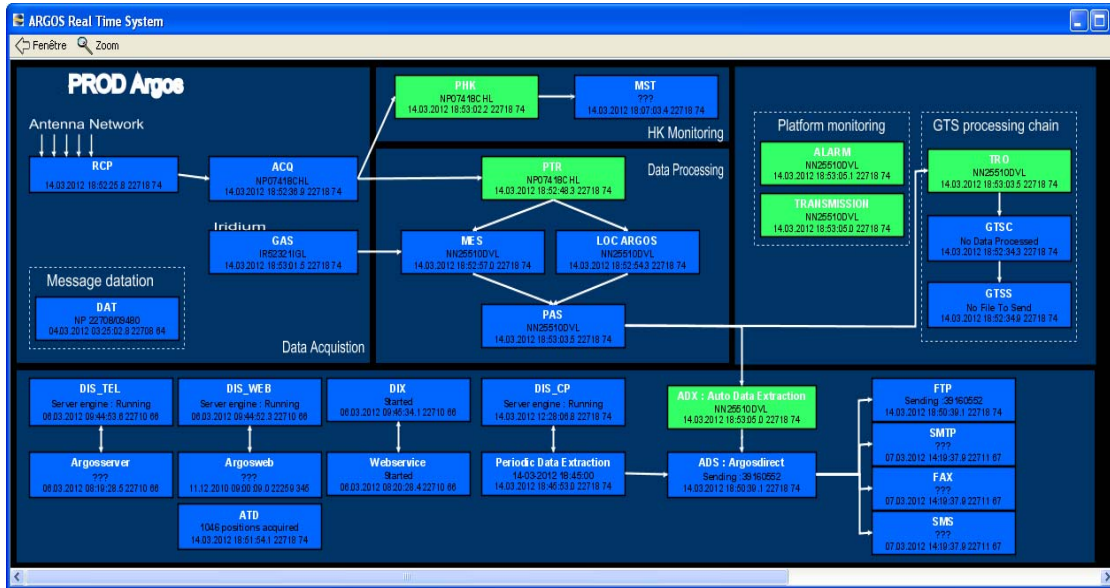 ARGOS Real Time System
Fenêtre Zoom
PROD Argos
Antenna Network
RCP
14.03.2012 18:52:25.8 22718 74
ACQ
NP07418CHL
14.03.2012 18:52:36.9 22718 74
Iridium
GAS
IR52321IGL
14.03.2012 18:53:01.5 22718 74
Message datation
DAT
NP 22708/09480
04.03.2012 03:25:02.8 22708 64
Data Acquistion
PHK
NP07418CHL
14.03.2012 18:53:02.2 22718 74
MST
???
14.03.2012 18:07:03.4 22718 74
HK Monitoring
PTR
NP07418CHL
14.03.2012 18:52:48.3 22718 74
Data Processing
MES
NN25510DVL
14.03.2012 18:52:57.0 22718 74
LOC ARGOS
NN25510DVL
14.03.2012 18:52:54.3 22718 74
PAS
NN25510DVL
14.03.2012 18:53:03.5 22718 74
Platform monitoring
ALARM
NN25510DVL
14.03.2012 18:53:05.1 22718 74
TRANSMISSION
NN25510DVL
14.03.2012 18:53:05.0 22718 74
GTS processing chain
TRO
NN25510DVL
14.03.2012 18:53:03.5 22718 74
GTSC
No Data Processed
14.03.2012 18:52:34.3 22718 74
GTSS
No File To Send
14.03.2012 18:52:34.9 22718 74
DIS_TEL
Server engine : Running
06.03.2012 09:44:53.6 22710 66
DIS_WEB
Server engine : Running
06.03.2012 09:44:52.3 22710 66
DIX
Started
06.03.2012 09:45:34.1 22710 66
DIS_CP
Server engine : Running
14.03.2012 12:28:06.8 22718 74
ADX : Auto Data Extraction
NN25510DVL
14.03.2012 18:53:05.0 22718 74
FTP
Sending :39160552
14.03.2012 18:50:39.1 22718 74
Argosserver
???
06.03.2012 08:19:28.5 22710 66
Argosweb
???
11.12.2010 09:00:09.0 22259 346
Webservice
Started
06.03.2012 08:20:28.4 22710 66
Periodic Data Extraction
14-03-2012 18:45:00
14.03.2012 18:46:53.0 22718 74
ADS : Argosdirect
Sending :39160552
14.03.2012 18:50:39.1 22718 74
SMTP
???
07.03.2012 14:19:37.9 22711 67
FAX
???
07.03.2012 14:19:37.9 22711 67
ATD
1046 positions acquired
14.03.2012 18:51:54.1 22718 74
SMS
???
07.03.2012 14:19:37.9 22711 67